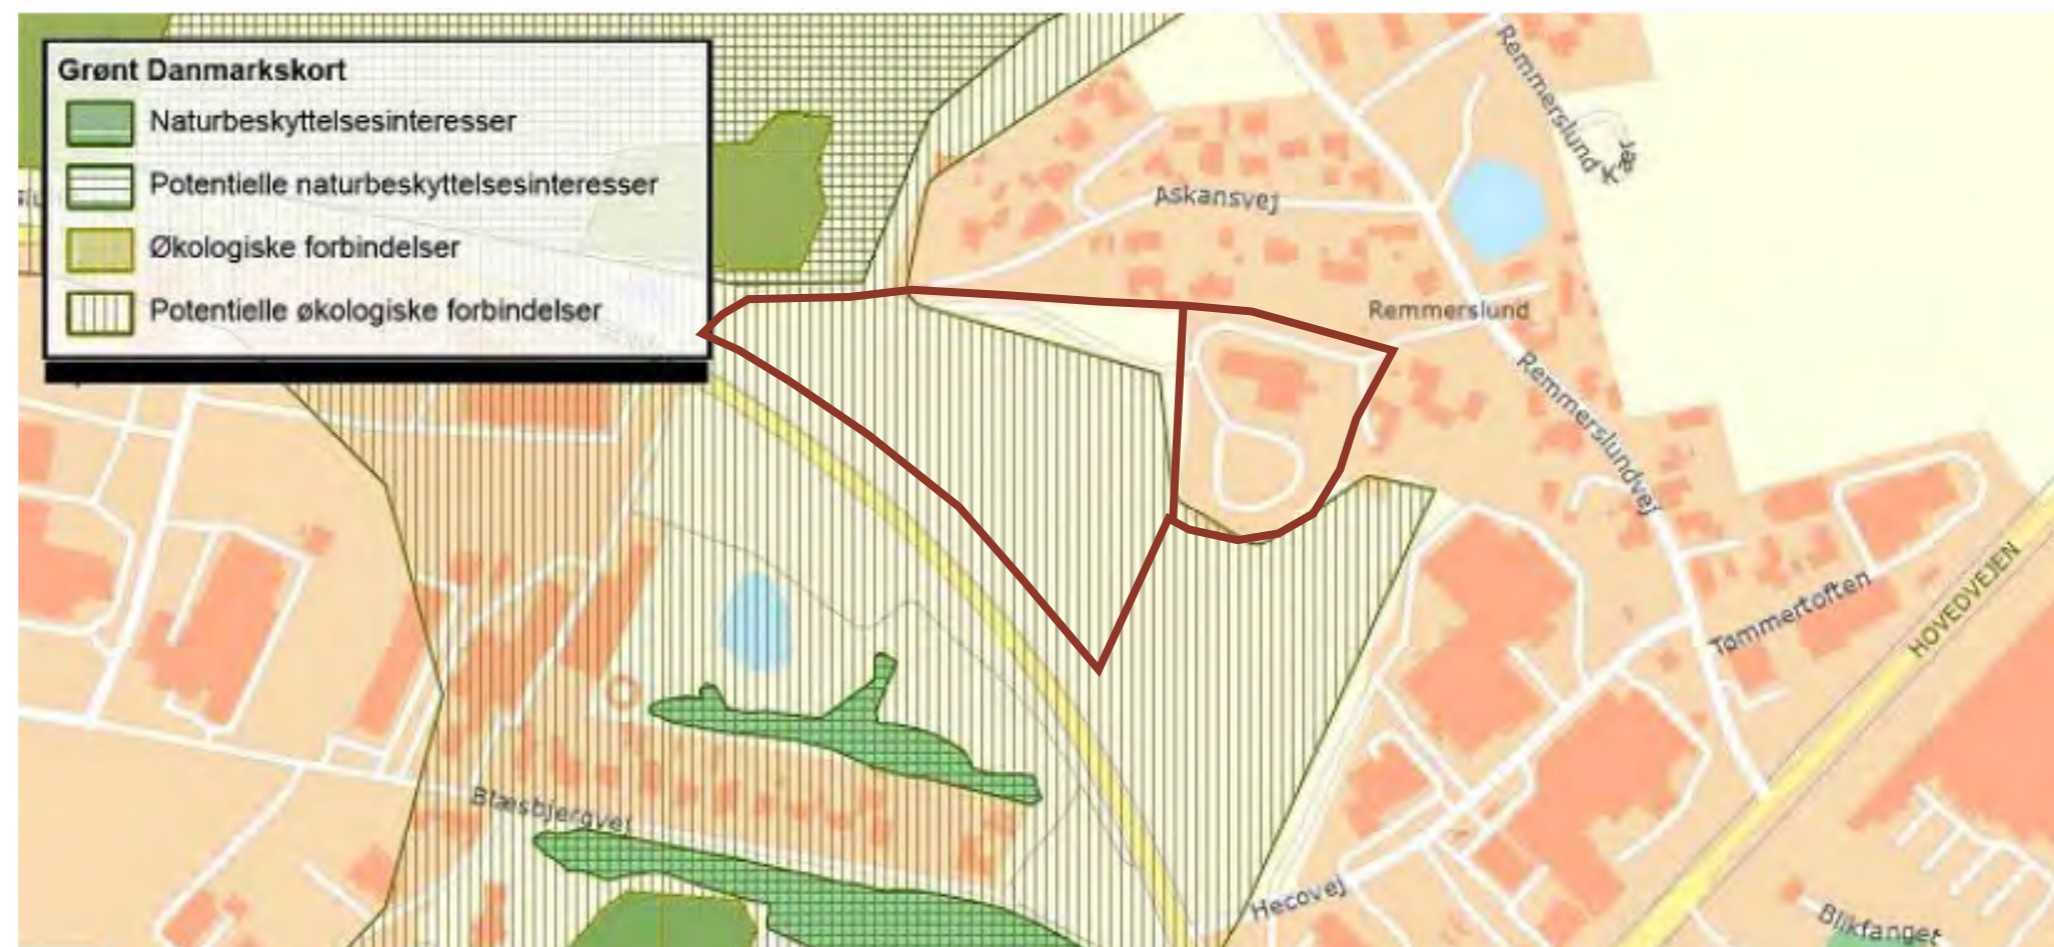 Grønt Danmarkskort
Naturbeskyttelsesinteresser
Potentielle naturbeskyttelsesinteresser
Økologiske forbindelser
Potentielle økologiske forbindelser
Remmerslund
Kær
Askansvej
Remmerslund
Remmerslundvej
Tømmertoften
HOVEDVEJEN
Blæsbjergvej
Hecovej
Blikfanget